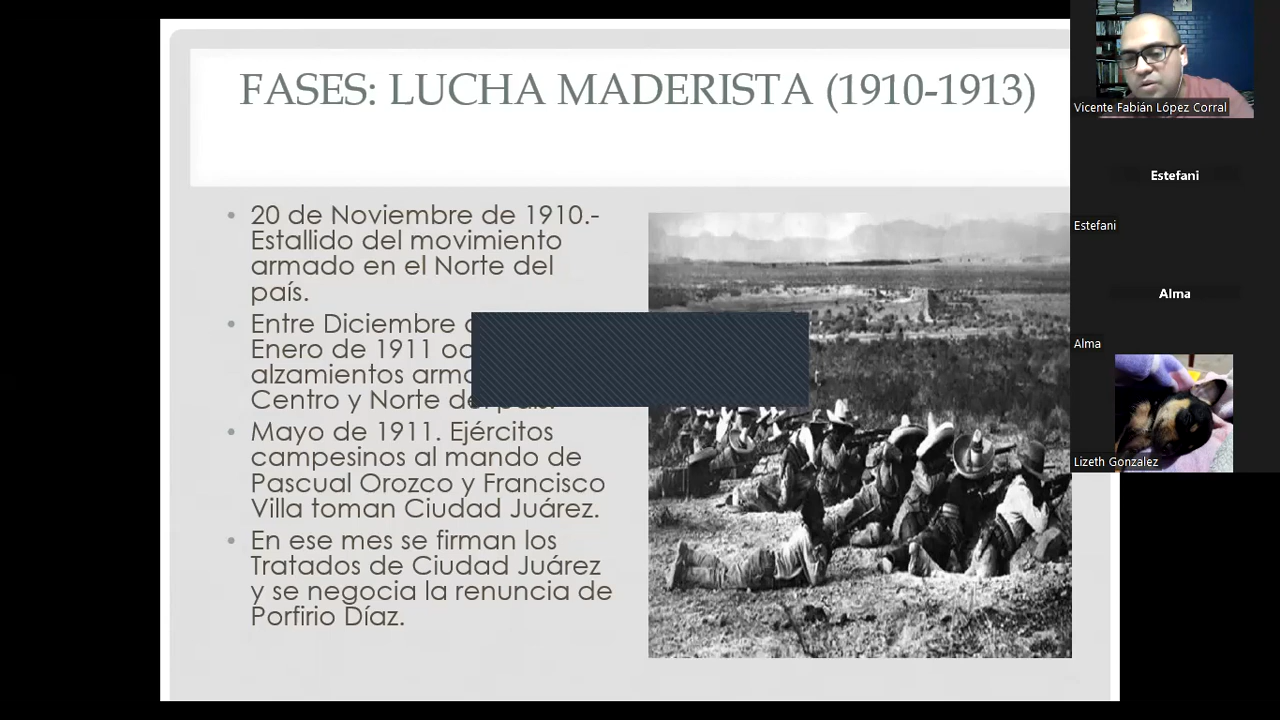 FASES: LUCHA MADERISTA (1910-1913)
• 20 de Noviembre de 1910.-
Estallido del movimiento
armado en el Norte del
país.
• Entre Diciembre
Enero de 1911
alzamientos
Centro y Norte del país.
• Mayo de 1911. Ejércitos
campesinos al mando de
Pascual Orozco y Francisco
Villa toman Ciudad Juárez.
• En ese mes se firman los
Tratados de Ciudad Juárez
y se negocia la renuncia de
Porfirio Díaz.
Vicente Fabián López Corral
Estefani
Estefani
Alma
Alma
Lizeth Gonzalez